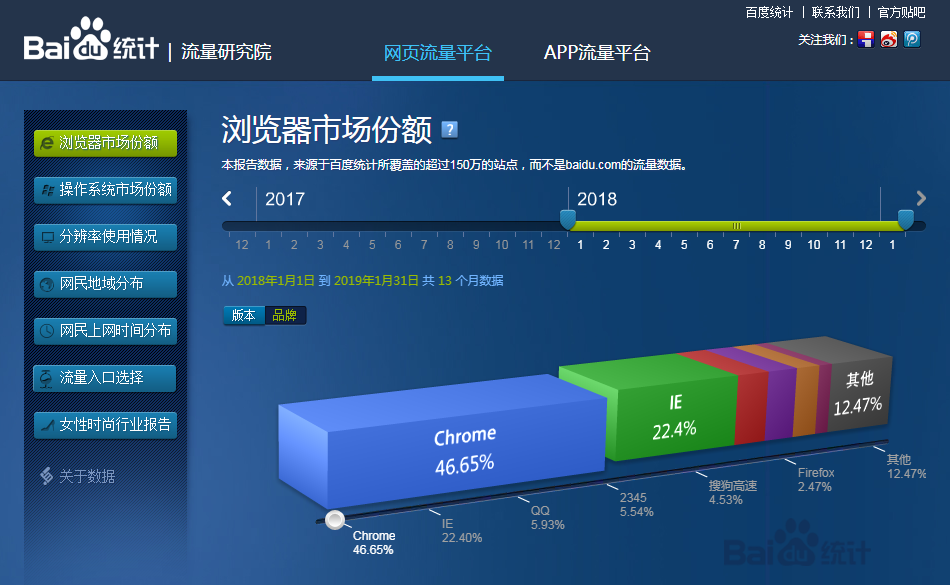 百度统计 | 联系我们 | 官方贴吧
Bai du 统计 | 流量研究院
网页流量平台
APP流量平台
关注我们：
浏览器市场份额
操作系统市场份额
分辨率使用情况
网民地域分布
网民上网时间分布
流量入口选择
女性时尚行业报告
关于数据
浏览器市场份额 ?
本报告数据，来源于百度统计所覆盖的超过150万的站点，而不是baidu.com的流量数据。
2017
2018
12 1 2 3 4 5 6 7 8 9 10 11 12 1 2 3 4 5 6 7 8 9 10 11 12 1
从 2018年1月1日 到 2019年1月31日 共 13 个月数据
版本 品牌
Chrome
46.65%
IE
22.4%
其他
12.47%
Chrome
46.65%
IE
22.40%
QQ
5.93%
2345
5.54%
搜狗高速
4.53%
Firefox
2.47%
其他
12.47%
Bai du 统计